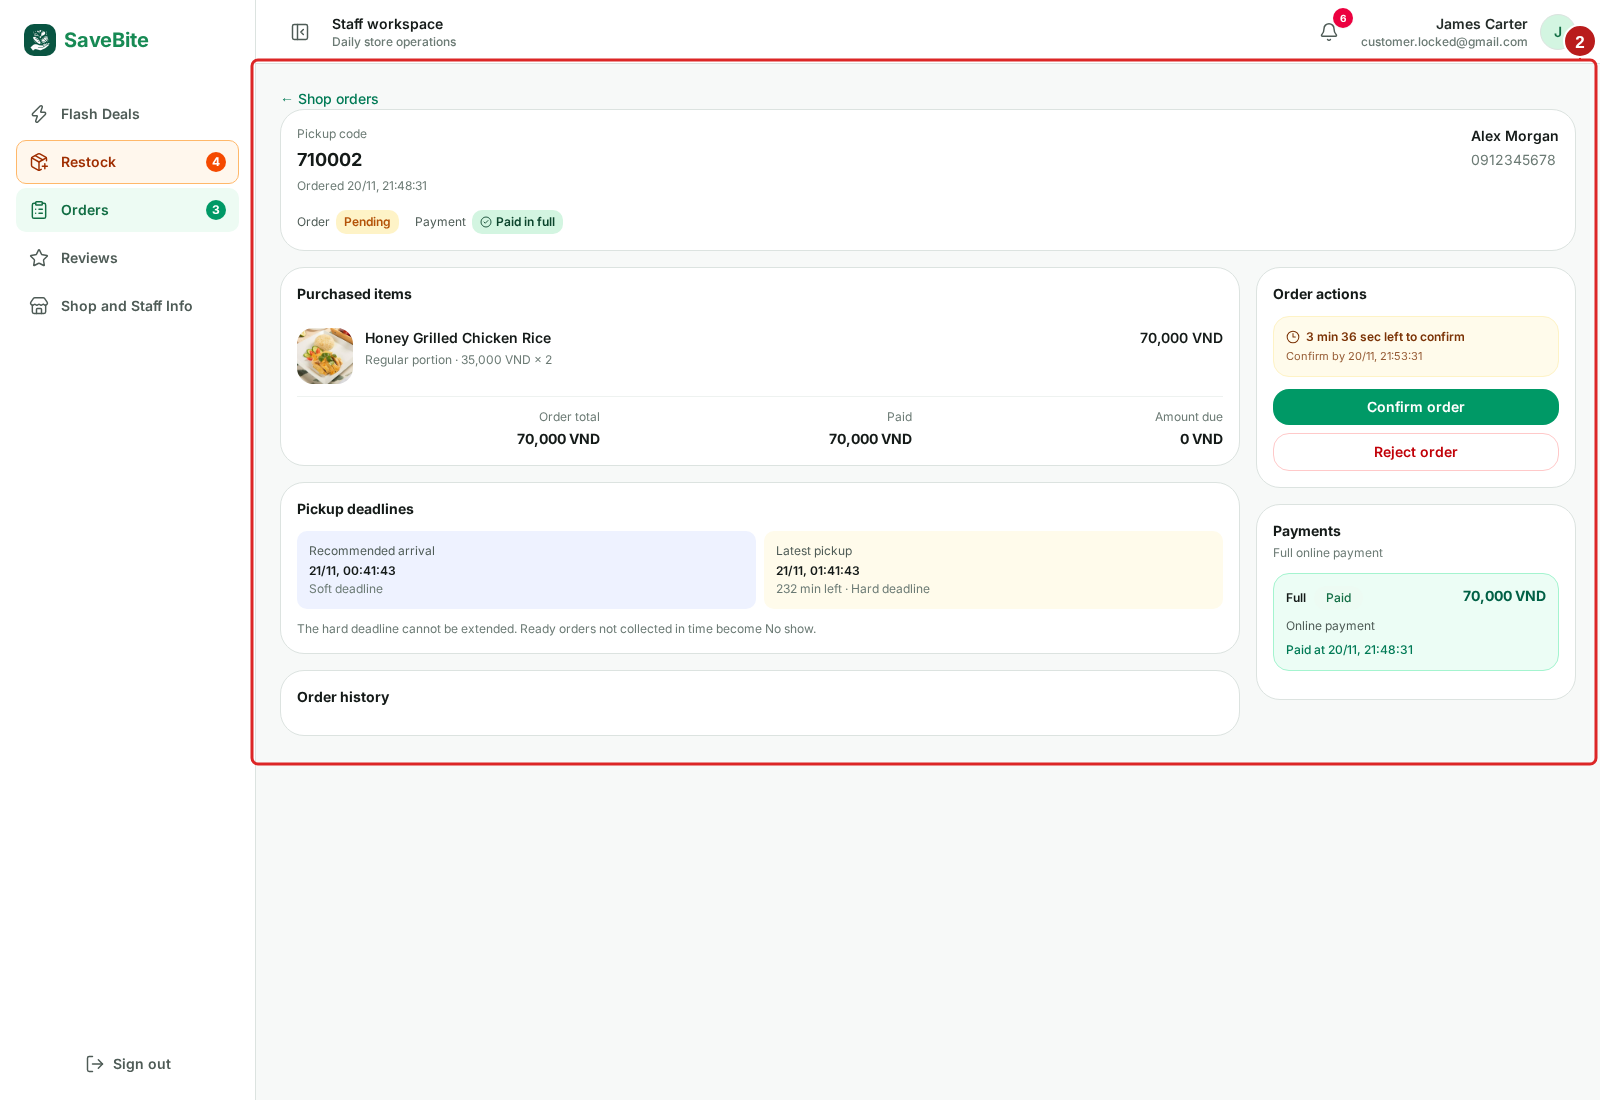 SaveBite
Flash Deals
Restock 4
Orders 3
Reviews
Shop and Staff Info
Sign out
Staff workspace
Daily store operations
6
James Carter
customer.locked@gmail.com
J
2
← Shop orders
Pickup code
710002
Ordered 20/11, 21:48:31
Order Pending Payment Paid in full
Alex Morgan
0912345678
Purchased items
Honey Grilled Chicken Rice 70,000 VND
Regular portion · 35,000 VND × 2
Order total Paid Amount due
70,000 VND 70,000 VND 0 VND
Pickup deadlines
Recommended arrival
21/11, 00:41:43
Soft deadline
Latest pickup
21/11, 01:41:43
232 min left · Hard deadline
The hard deadline cannot be extended. Ready orders not collected in time become No show.
Order history
Order actions
3 min 36 sec left to confirm
Confirm by 20/11, 21:53:31
Confirm order
Reject order
Payments
Full online payment
Full Paid 70,000 VND
Online payment
Paid at 20/11, 21:48:31